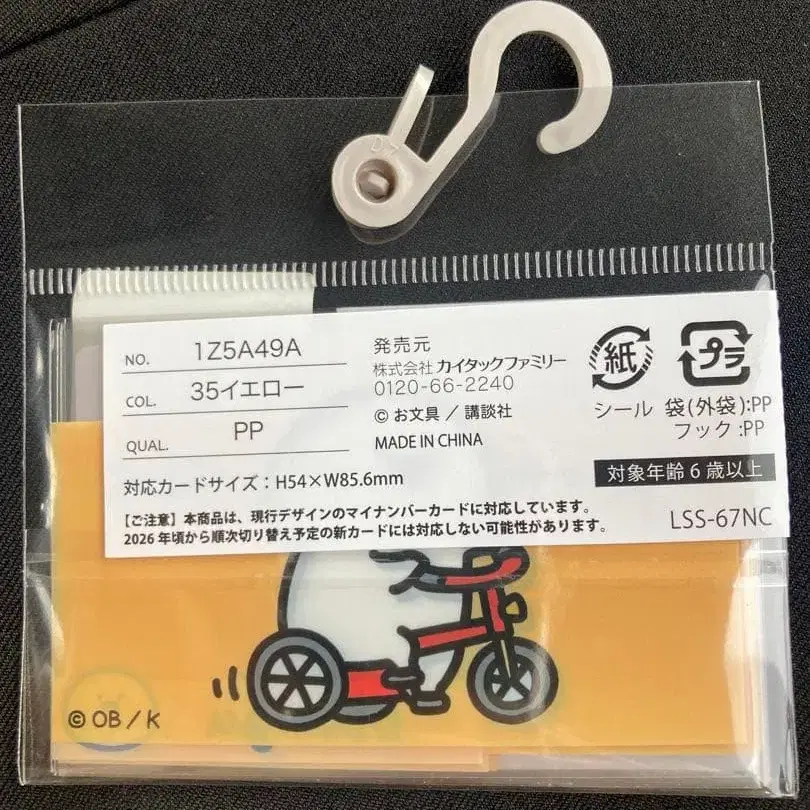 D.7
NO. 1Z5A49A
COL. 35イエロー
QUAL. PP
発売元
株式会社 カイタックファミリー
0120-66-2240
© お文具 / 講談社
MADE IN CHINA
紙
シール
プラ
袋(外袋):PP
フック :PP
対象年齢 6 歳以上
対応カードサイズ：H54×W85.6mm
【ご注意】本商品は、現行デザインのマイナンバーカードに対応しています。
2026 年頃から順次切り替え予定の新カードには対応しない可能性があります。
LSS-67NC
© OB / K